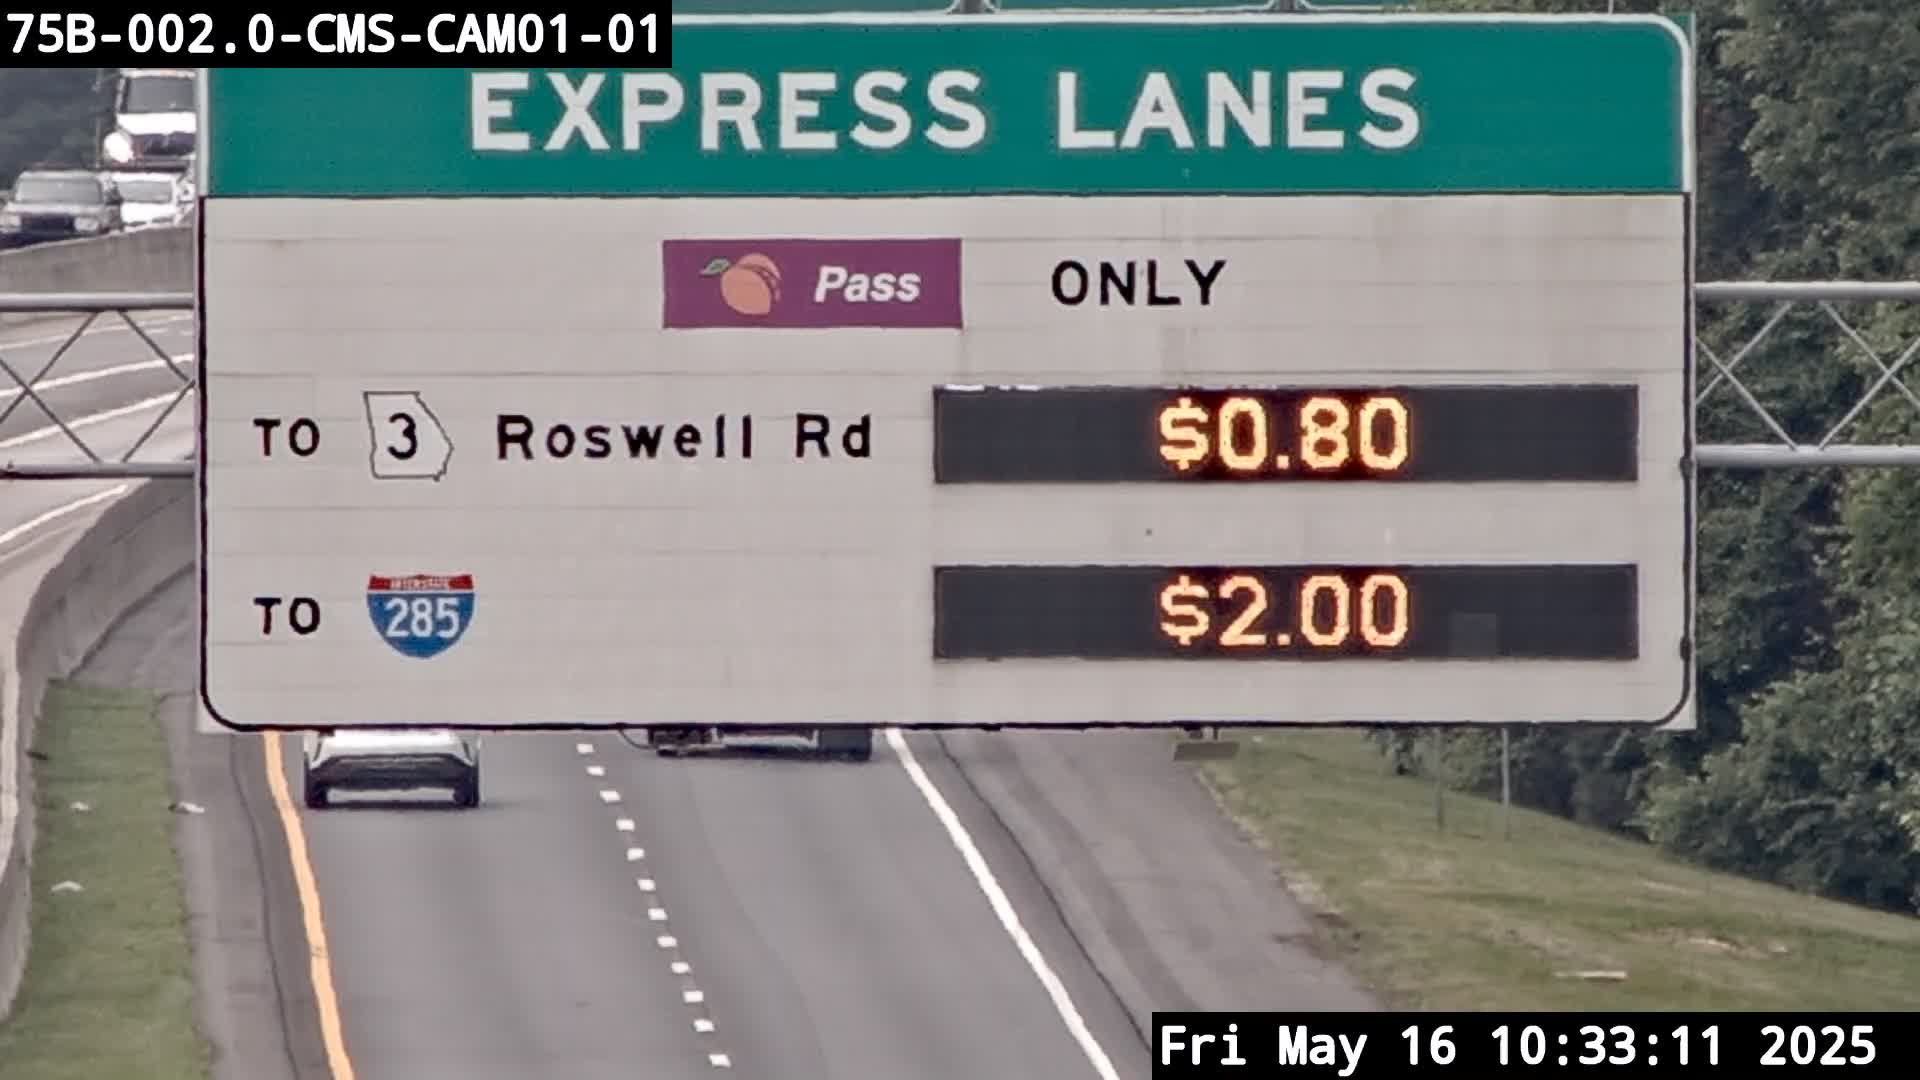 75B-002.0-CMS-CAM01-01
EXPRESS LANES
Pass ONLY
TO 3 Roswell Rd $0.80
INTERSTATE
TO 285 $2.00
Fri May 16 10:33:11 2025